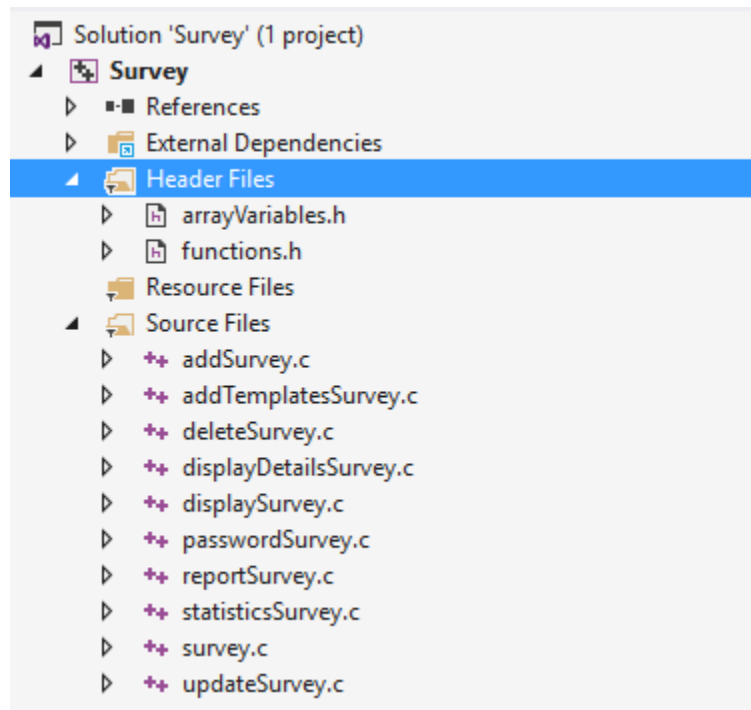 Solution 'Survey' (1 project)
Survey
References
External Dependencies
Header Files
arrayVariables.h
functions.h
Resource Files
Source Files
addSurvey.c
addTemplatesSurvey.c
deleteSurvey.c
displayDetailsSurvey.c
displaySurvey.c
passwordSurvey.c
reportSurvey.c
statisticsSurvey.c
survey.c
updateSurvey.c